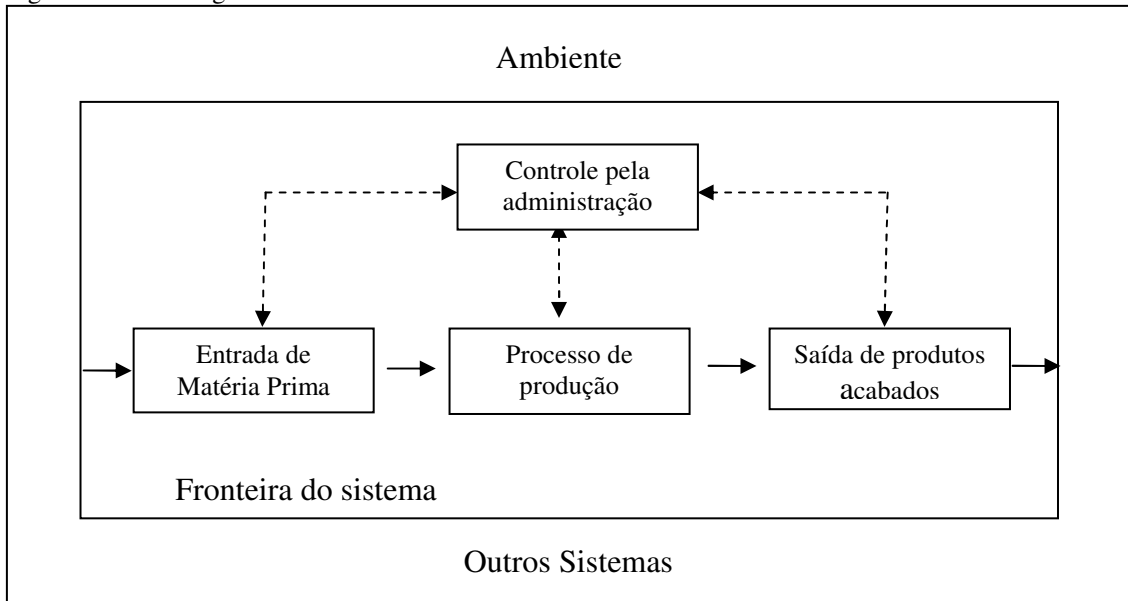 Ambiente
Controle pela
administração
Entrada de
Matéria Prima
Processo de
produção
Saída de produtos
acabados
Fronteira do sistema
Outros Sistemas